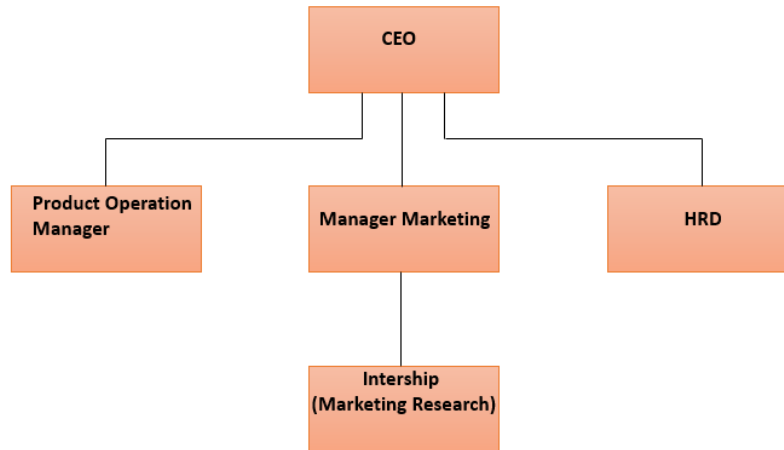 CEO
Product Operation
Manager
Manager Marketing
HRD
Intership
(Marketing Research)